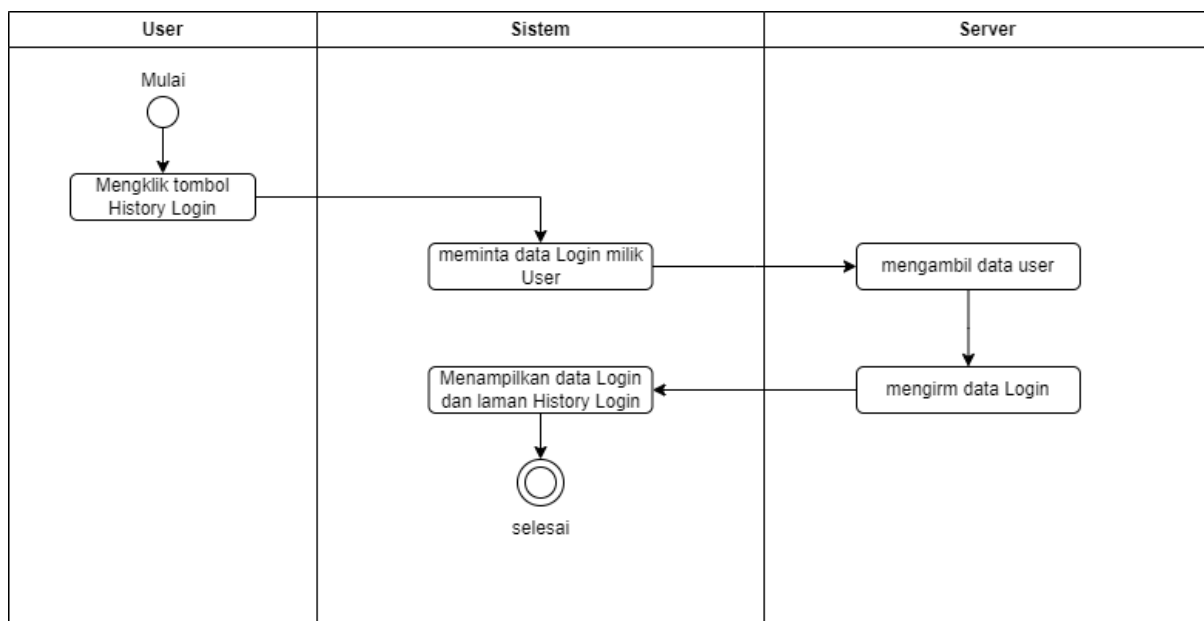 User
Sistem
Server
Mulai
Mengklik tombol
History Login
meminta data Login milik
User
mengambil data user
Menampilkan data Login
dan laman History Login
mengirm data Login
selesai